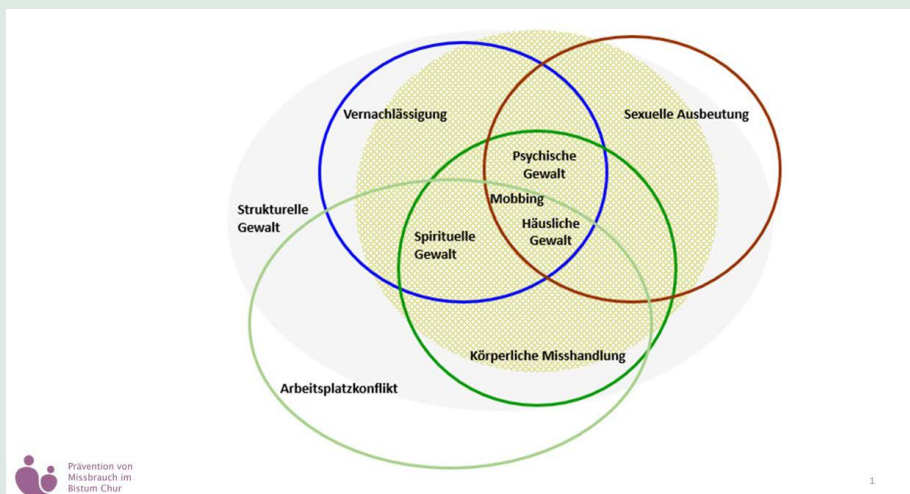 Vernachlässigung
Sexuelle Ausbeutung
Psychische
Gewalt
Mobbing
Strukturelle
Gewalt
Spirituelle
Gewalt
Häusliche
Gewalt
Körperliche Misshandlung
Arbeitsplatzkonflikt
Prävention von
Missbrauch im
Bistum Chur
1